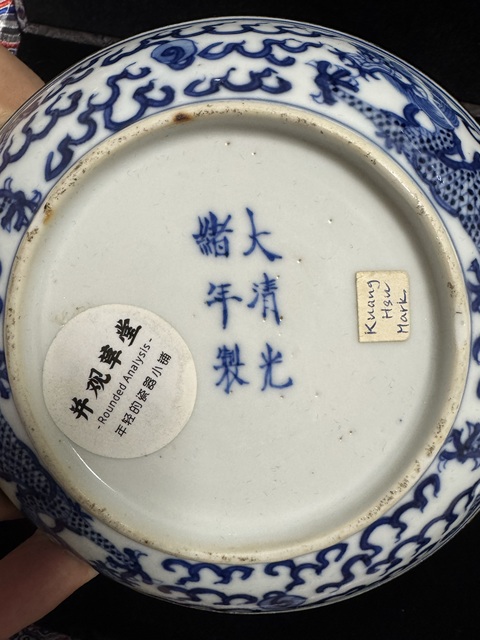 大清光
緒年製
Kuang
Hsu
Mark
并观草堂
-Rounded Analysis-
年轻的瓷器小铺